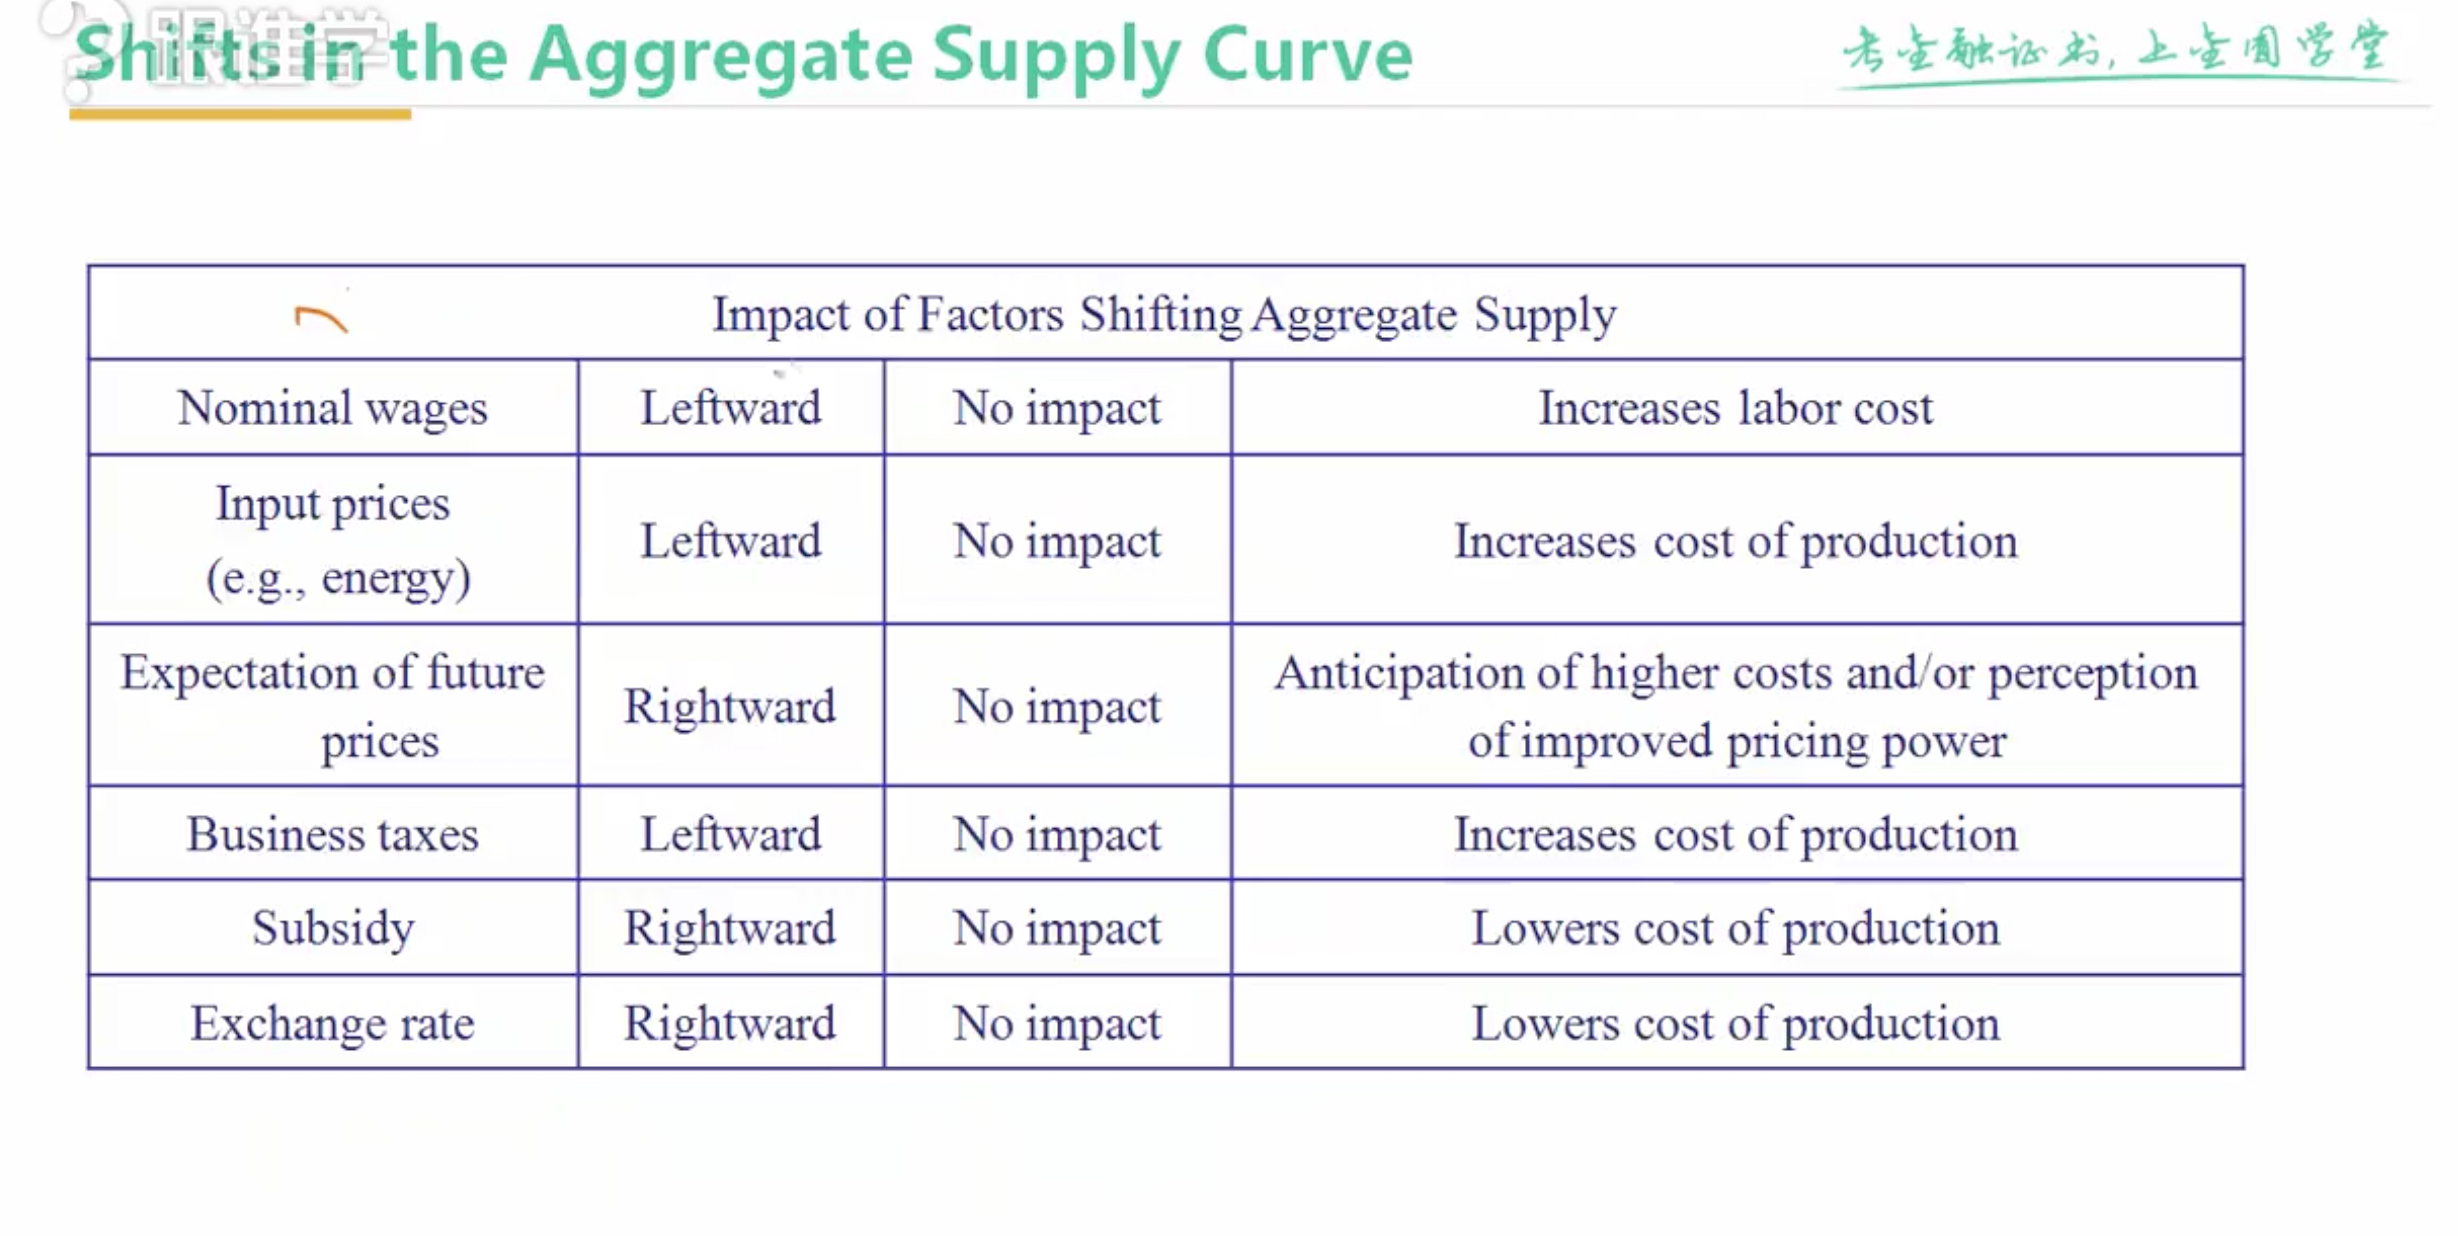 跟谁学
Shifts in the Aggregate Supply Curve
考金融证书,上金圈学堂
Impact of Factors Shifting Aggregate Supply
Nominal wages
Leftward
No impact
Increases labor cost
Input prices
(e.g., energy)
Leftward
No impact
Increases cost of production
Expectation of future
prices
Rightward
No impact
Anticipation of higher costs and/or perception
of improved pricing power
Business taxes
Leftward
No impact
Increases cost of production
Subsidy
Rightward
No impact
Lowers cost of production
Exchange rate
Rightward
No impact
Lowers cost of production